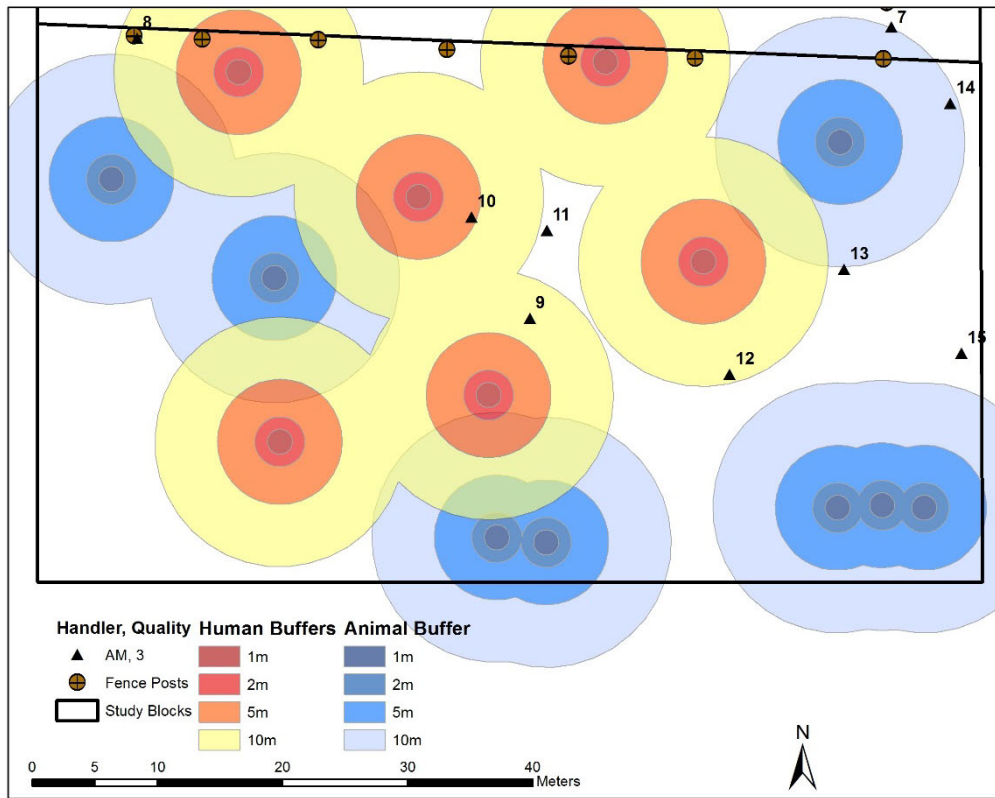 8
7
14
10
11
13
9
12
15
Handler, Quality
AM, 3
Fence Posts
Study Blocks
Human Buffers
1m
2m
5m
10m
Animal Buffer
1m
2m
5m
10m
N
0 5 10 20 30 40
Meters